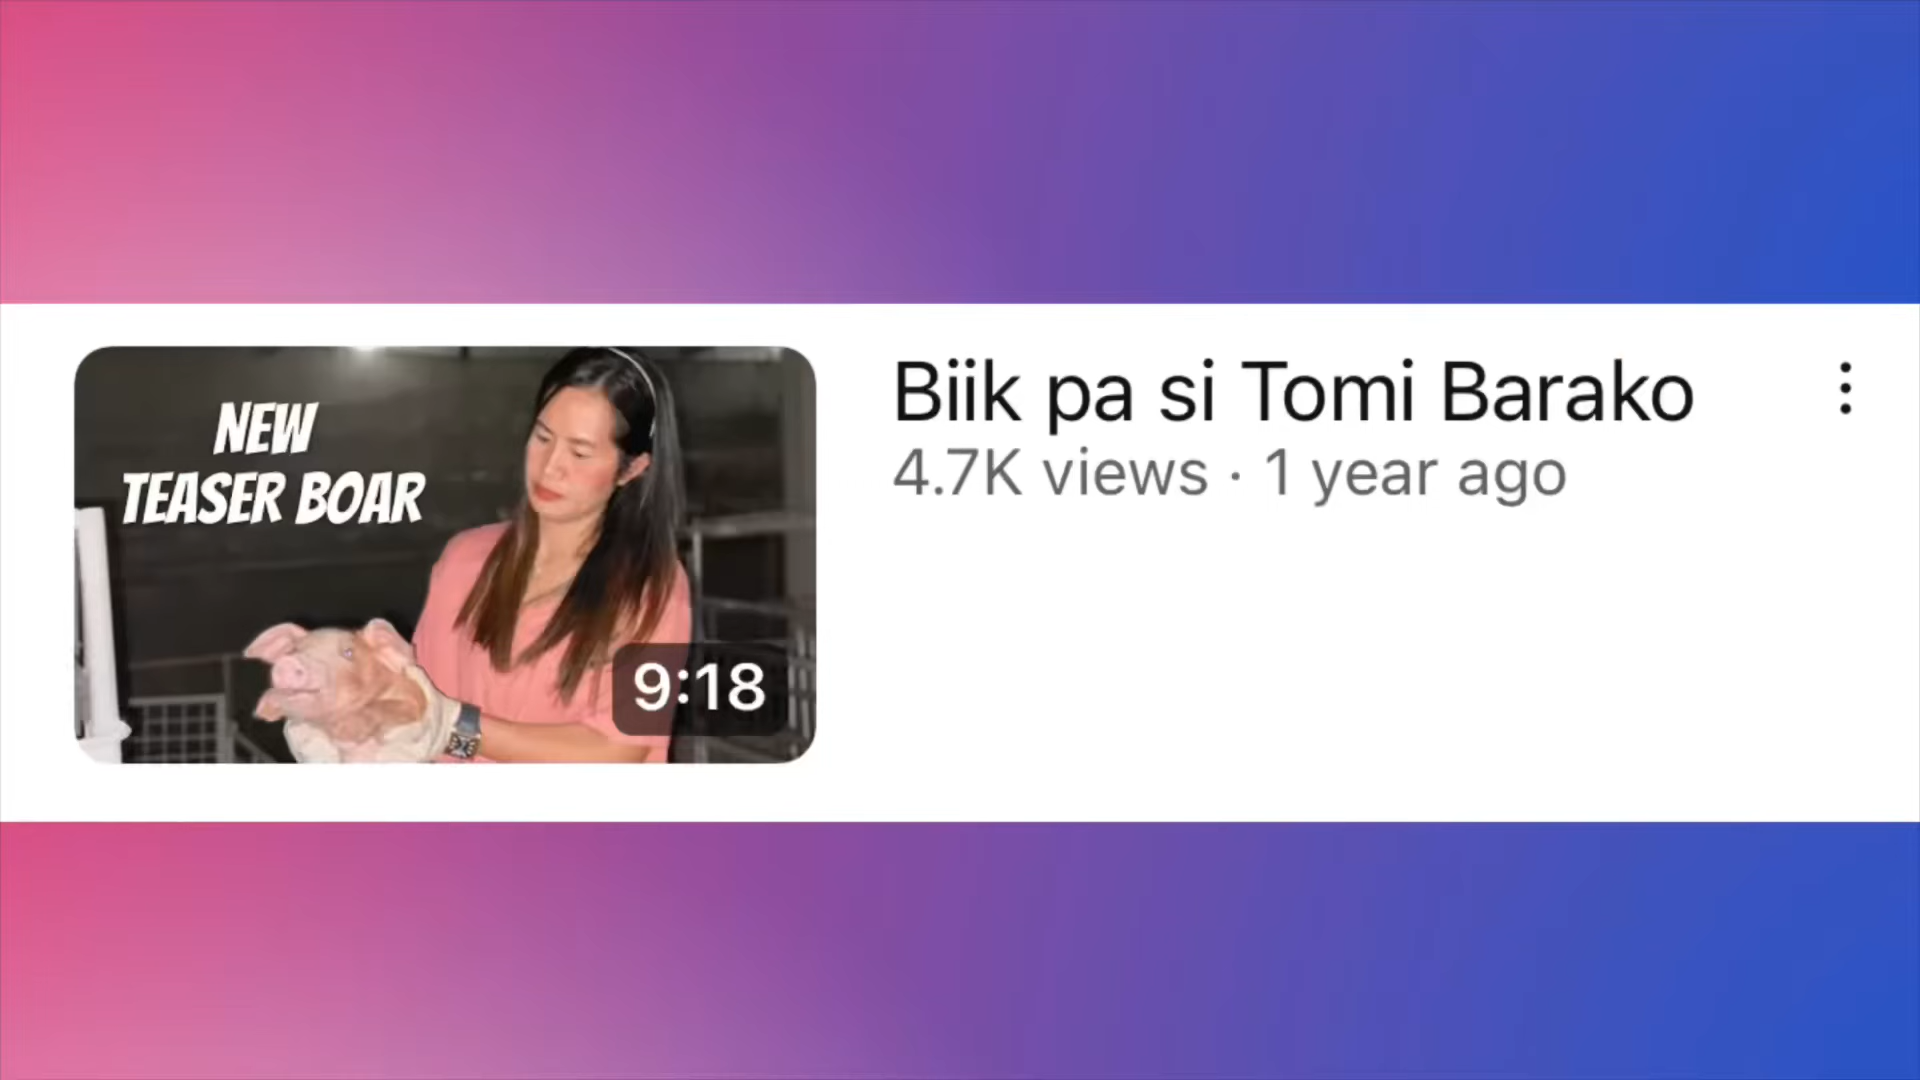 NEW
TEASER BOAR
9:18
Biik pa si Tomi Barako
4.7K views · 1 year ago